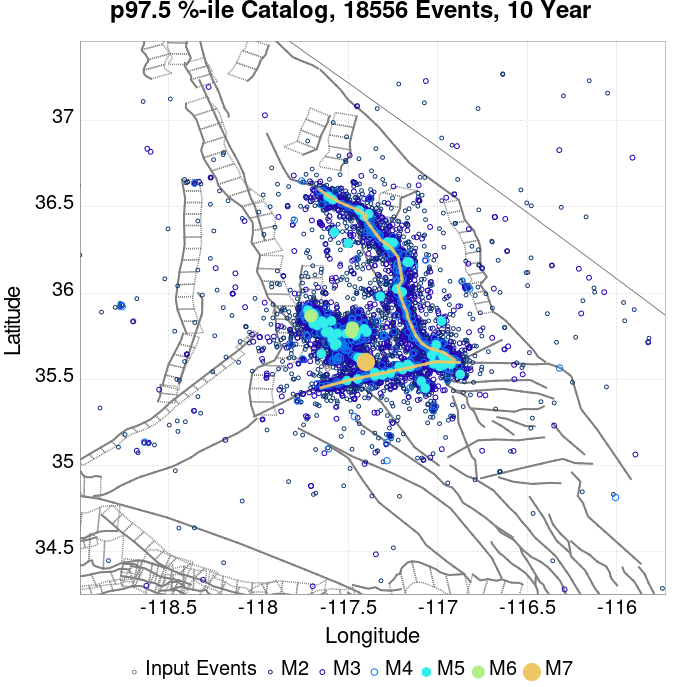 p97.5 %-ile Catalog, 18556 Events, 10 Year
37
36.5
36
35.5
35
34.5
Latitude
-118.5 -118 -117.5 -117 -116.5 -116
Longitude
Input Events M2 M3 M4 M5 M6 M7